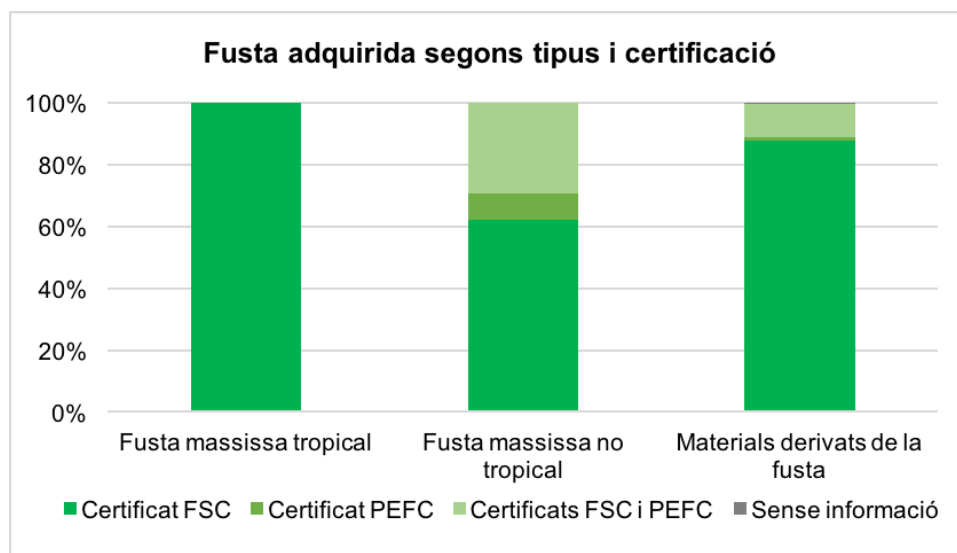 Fusta adquirida segons tipus i certificació
100%
80%
60%
40%
20%
0%
Fusta massissa tropical
Fusta massissa no
tropical
Materials derivats de la
fusta
Certificat FSC
Certificat PEFC
Certificats FSC i PEFC
Sense informació